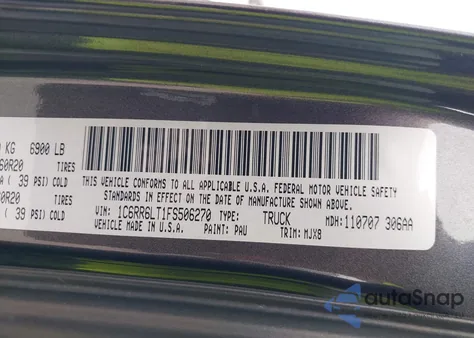 KG 6900 LB
60R20 TIRES
A ( 39 PSI) COLD
60R20 TIRES
( 39 PSI) COLD
THIS VEHICLE CONFORMS TO ALL APPLICABLE U.S.A. FEDERAL MOTOR VEHICLE SAFETY
STANDARDS IN EFFECT ON THE DATE OF MANUFACTURE SHOWN ABOVE.
VIN: 1C6RR6LT1FS506270 TYPE: TRUCK MDH: 110707 306AA
VEHICLE MADE IN U.S.A. PAINT: PAU TRIM: MJX8
autoSnap